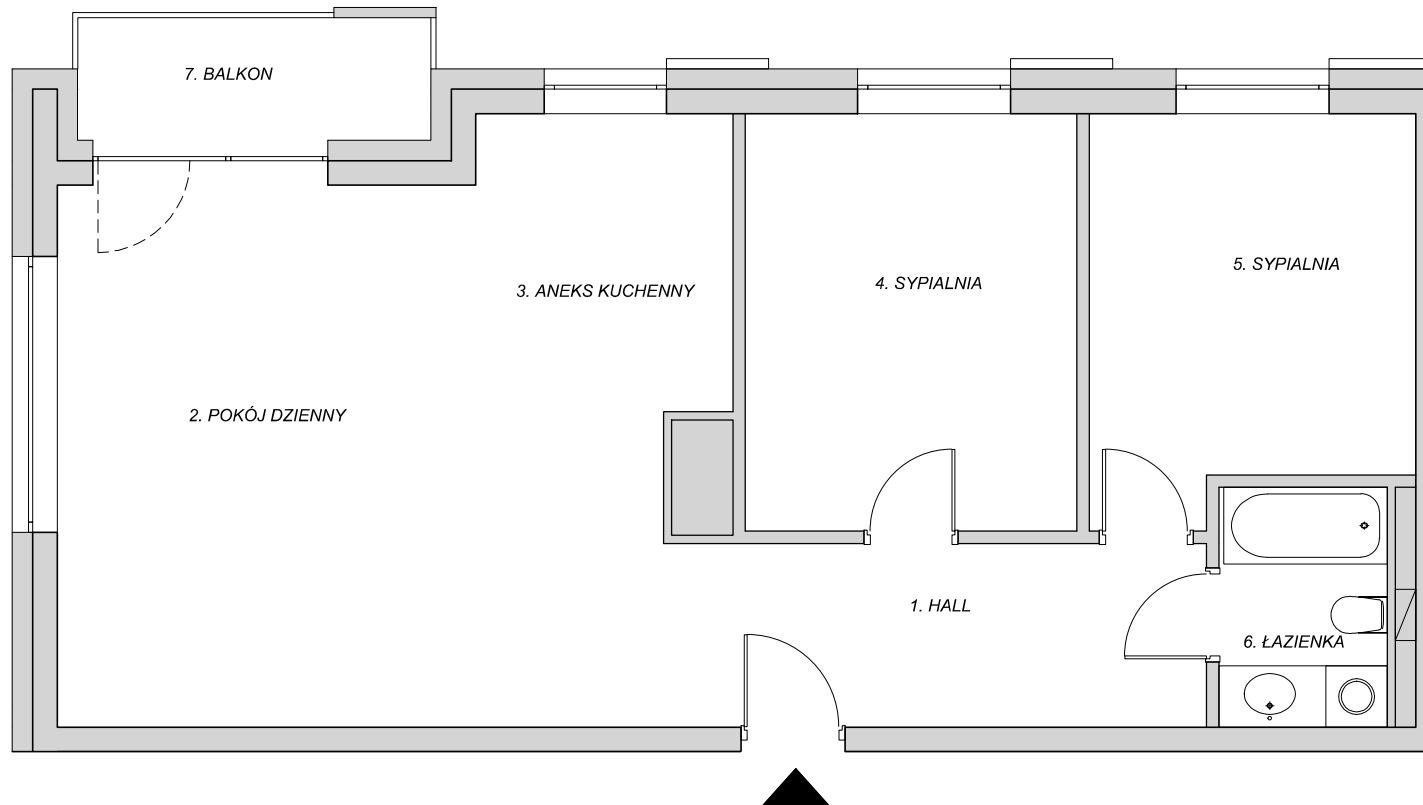 7. BALKON
5. SYPIALNIA
4. SYPIALNIA
3. ANEKS KUCHENNY
2. POKÓJ DZIENNY
1. HALL
6. ŁAZIENKA